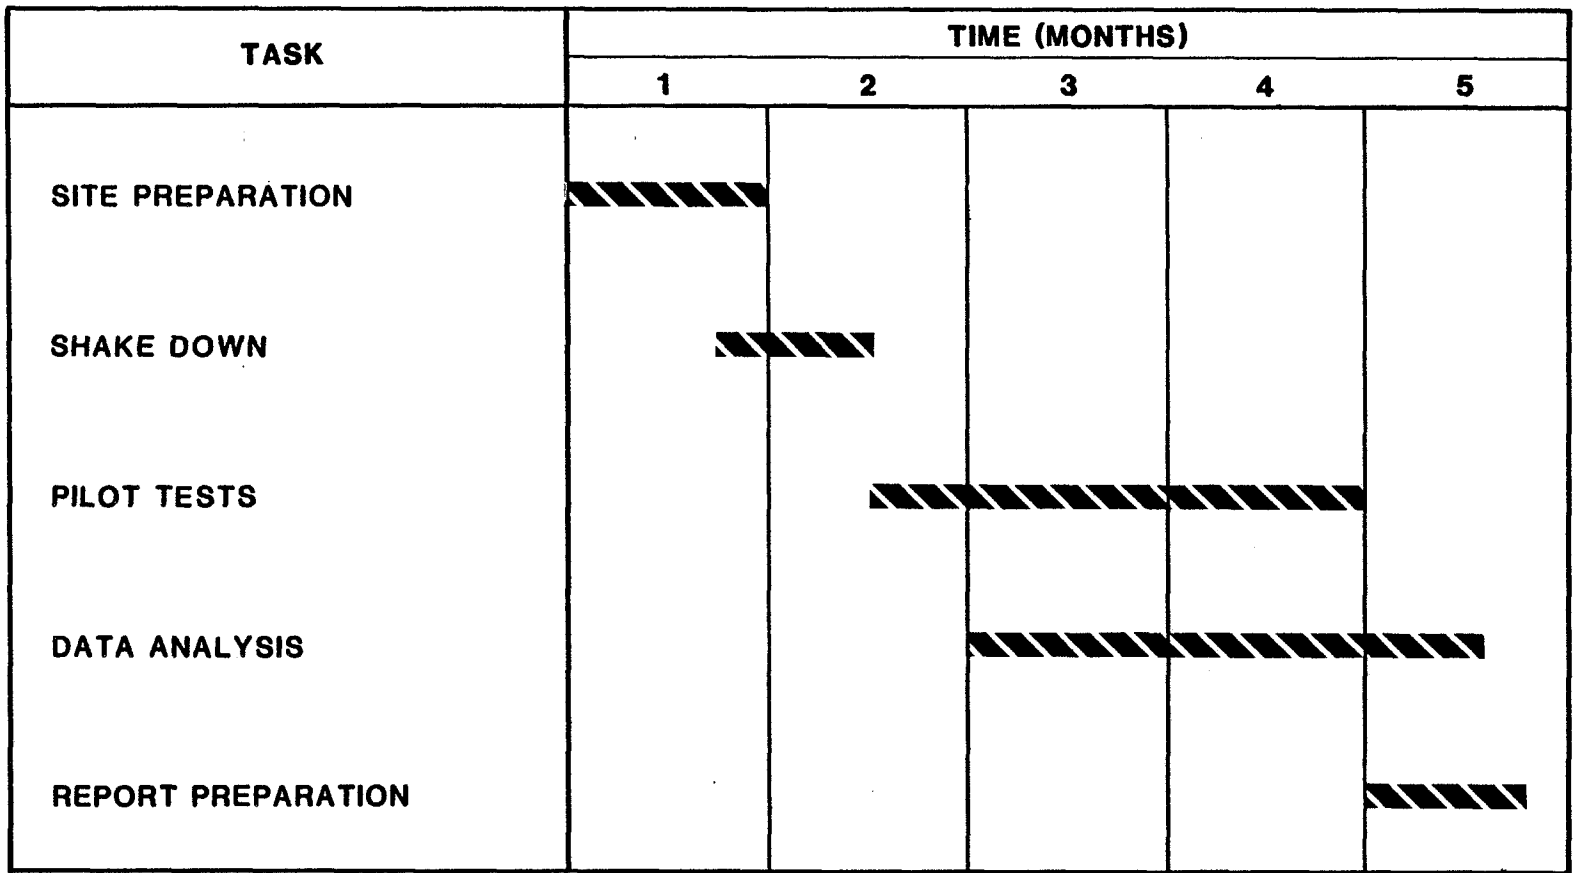 TASK
TIME (MONTHS)
1 2 3 4 5
SITE PREPARATION
SHAKE DOWN
PILOT TESTS
DATA ANALYSIS
REPORT PREPARATION